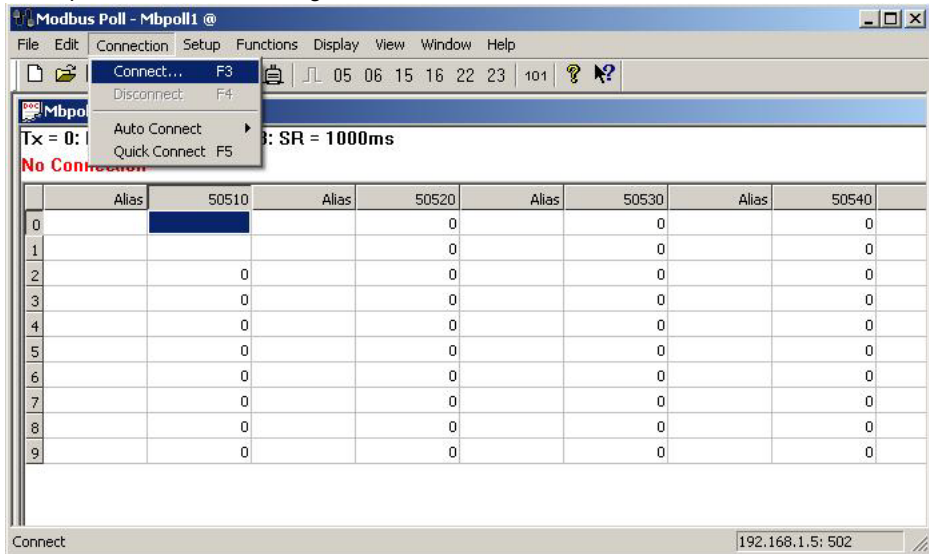 Modbus Poll - Mbpoll1 @
File Edit Connection Setup Functions Display View Window Help
Connect... F3
05 06 15 16 22 23 101
Disconnect F4
Auto Connect
Quick Connect F5
Mbpol
Tx = 0: : SR = 1000ms
No Connection
Alias 50510 Alias 50520 Alias 50530 Alias 50540
0 0 0 0
1 0 0 0
2 0 0 0 0
3 0 0 0 0
4 0 0 0 0
5 0 0 0 0
6 0 0 0 0
7 0 0 0 0
8 0 0 0 0
9 0 0 0 0
Connect 192.168.1.5: 502